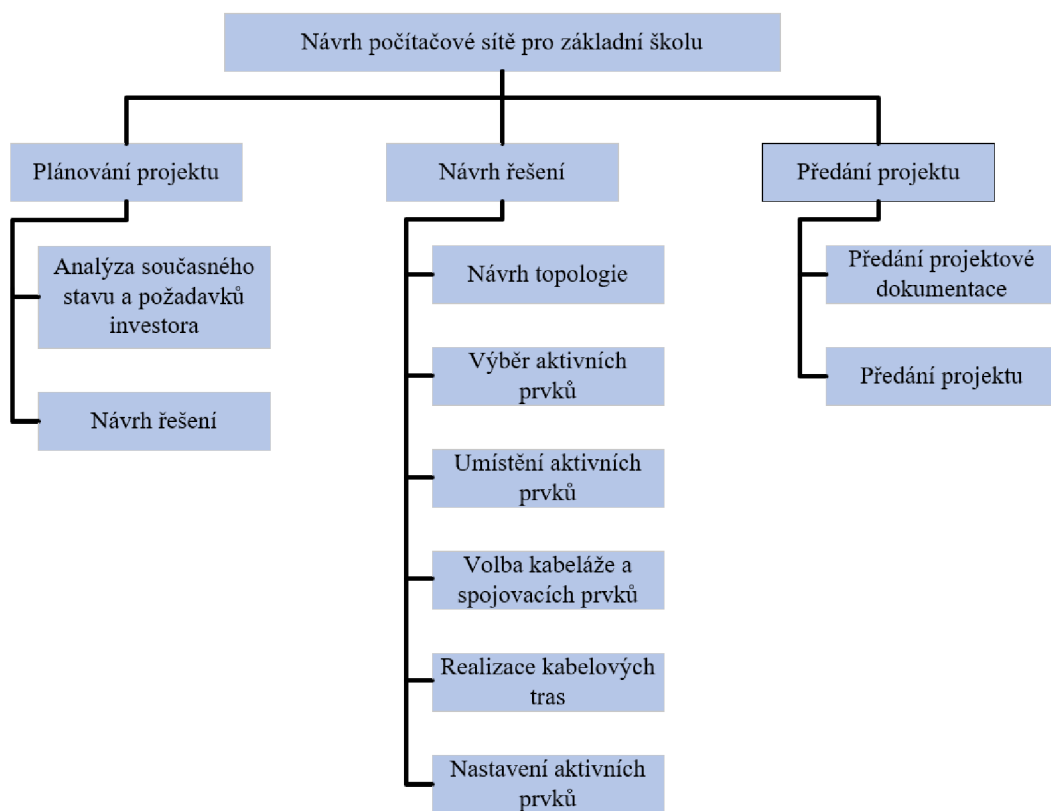 Návrh počítačové sítě pro základní školu
Plánování projektu
Analýza současného
stavu a požadavků
investora
Návrh řešení
Návrh řešení
Návrh topologie
Výběr aktivních
prvků
Umístění aktivních
prvků
Volba kabeláže a
spojovacích prvků
Realizace kabelových
tras
Nastavení aktivních
prvků
Předání projektu
Předání projektové
dokumentace
Předání projektu